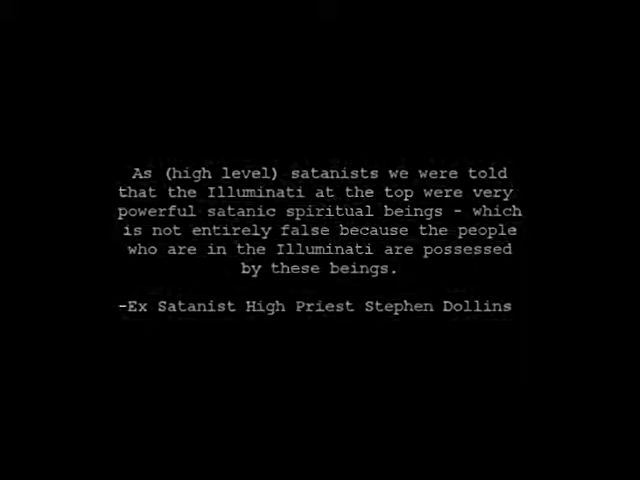 As (high level) satanists we were told
that the Illuminati at the top were very
powerful satanic spiritual beings - which
is not entirely false because the people
who are in the Illuminati are possessed
by these beings.
-Ex Satanist High Priest Stephen Dollins